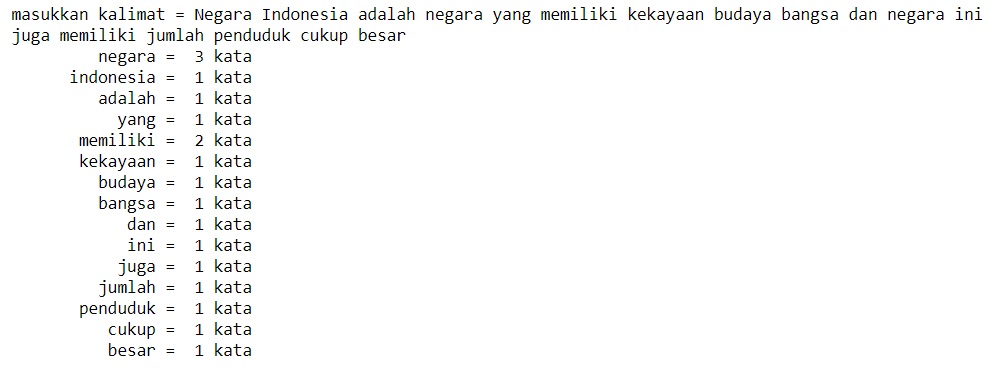 masukkan kalimat = Negara Indonesia adalah negara yang memiliki kekayaan budaya bangsa dan negara ini
juga memiliki jumlah penduduk cukup besar
negara = 3 kata
indonesia = 1 kata
adalah = 1 kata
yang = 1 kata
memiliki = 2 kata
kekayaan = 1 kata
budaya = 1 kata
bangsa = 1 kata
dan = 1 kata
ini = 1 kata
juga = 1 kata
jumlah = 1 kata
penduduk = 1 kata
cukup = 1 kata
besar = 1 kata